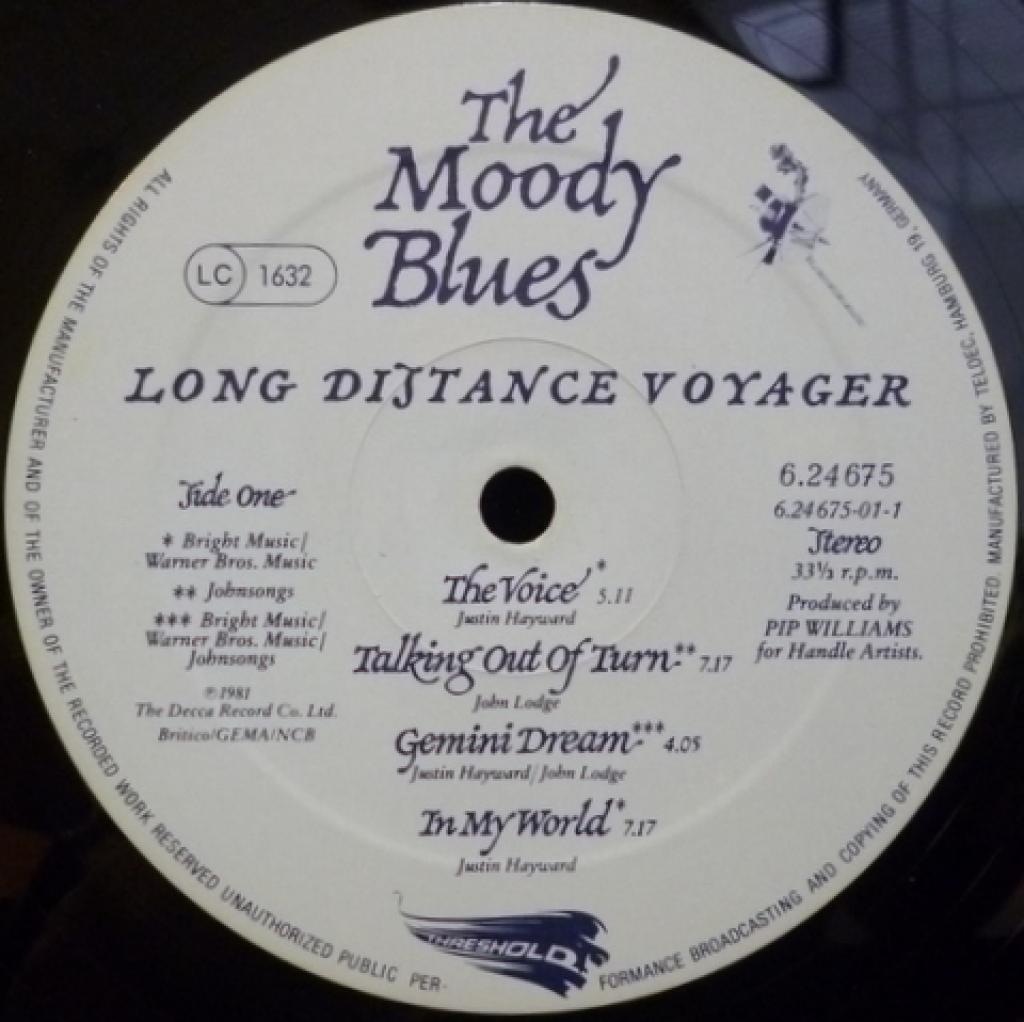 The
Moody
Blues
LC 1632
LONG DISTANCE VOYAGER
Side One
* Bright Music/
Warner Bros. Music
** Johnsongs
*** Bright Music/
Warner Bros. Music/
Johnsongs
℗ 1981
The Decca Record Co. Ltd.
Britico/GEMA/NCB
6.24675
6.24675-01-1
Stereo
33⅓ r.p.m.
Produced by
PIP WILLIAMS
for Handle Artists.
The Voice* 5.11
Justin Hayward
Talking Out Of Turn** 7.17
John Lodge
Gemini Dream*** 4.05
Justin Hayward/John Lodge
In My World* 7.17
Justin Hayward
THRESHOLD
ALL RIGHTS OF THE MANUFACTURER AND OF THE OWNER OF THE RECORDED WORK RESERVED UNAUTHORIZED PUBLIC PER-FORMANCE BROADCASTING AND COPYING OF THIS RECORD PROHIBITED. MANUFACTURED BY TELDEC, HAMBURG 19, GERMANY